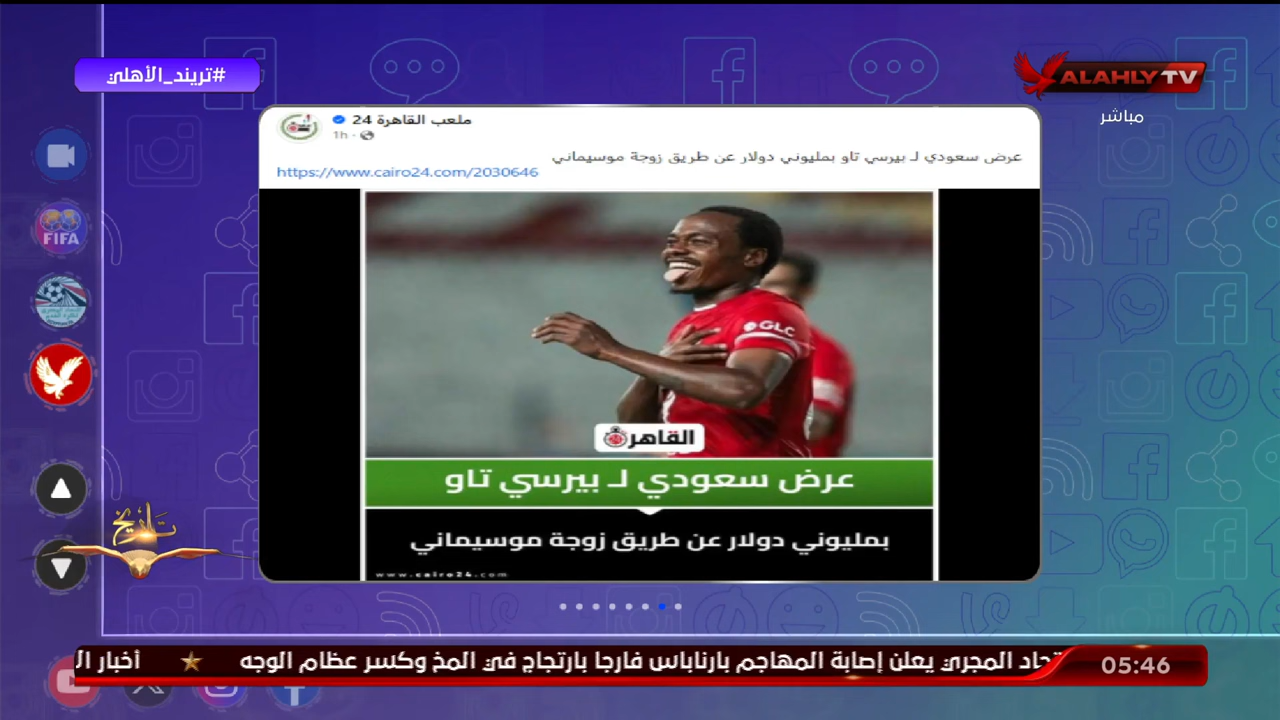 #تريند_الأهلي
ALAHLY TV
مباشر
ملعب القاهرة 24
1h
عرض سعودي لـ بيرسي تاو بمليوني دولار عن طريق زوجة موسيماني
https://www.cairo24.com/2030646
FIFA
GLC
القاهرة
عرض سعودي لـ بيرسي تاو
بمليوني دولار عن طريق زوجة موسيماني
www.cairo24.com
تاريخ
تحاد المجري يعلن إصابة المهاجم بارناباس فارجا بارتجاج في المخ وكسر عظام الوجه ★ أخبار ال
05:46